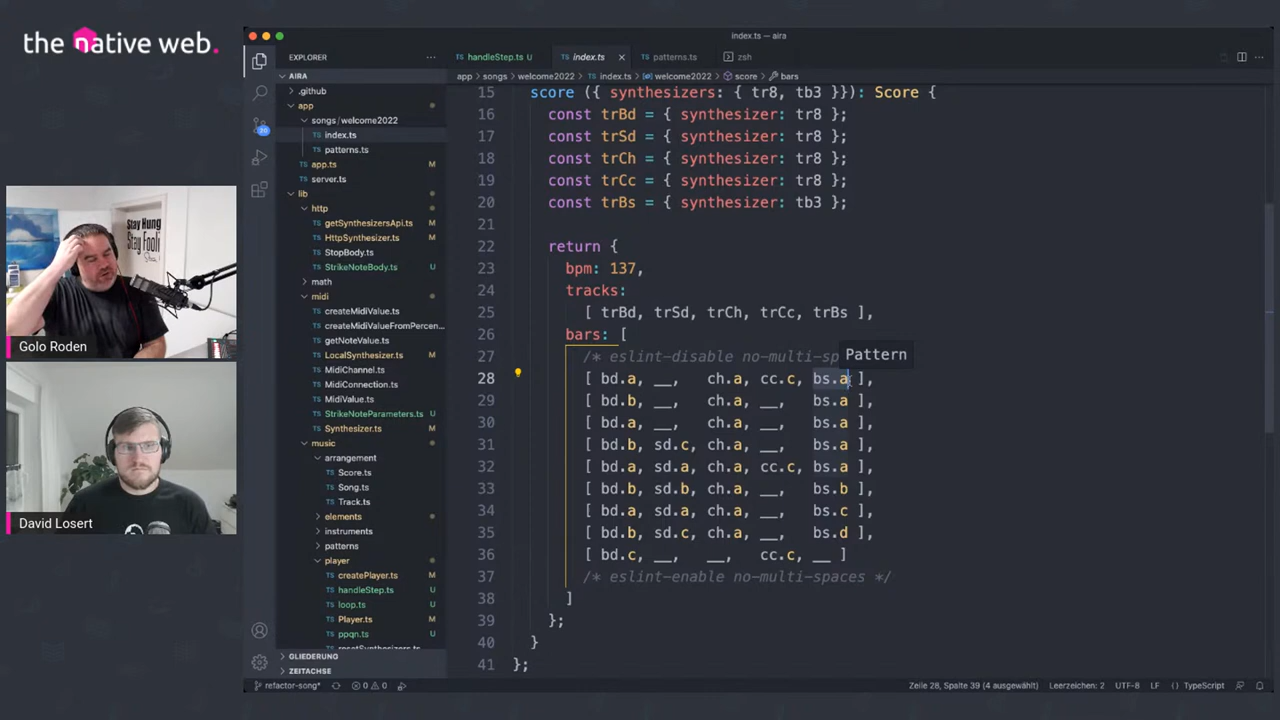 the native web.
index.ts — aira
EXPLORER ...
handleStep.ts U
index.ts
patterns.ts
zsh
app > songs > welcome2022 > index.ts > welcome2022 > score > bars
AIRA
.github
app
songs/welcome2022
index.ts
patterns.ts
app.ts M
server.ts
lib
http
getSynthesizersApi.ts M
HttpSynthesizer.ts M
StopBody.ts
StrikeNoteBody.ts U
math
midi
createMidiValue.ts
createMidiValueFromPercen...
getNoteValue.ts
LocalSynthesizer.ts M
MidiChannel.ts
MidiConnection.ts
MidiValue.ts
StrikeNoteParameters.ts M
Synthesizer.ts M
music
arrangement
Score.ts
Song.ts
Track.ts
elements
instruments
patterns
player
createPlayer.ts M
handleStep.ts U
loop.ts U
Player.ts M
ppqn.ts U
resetSynthesizers.ts M
GLIEDERUNG
ZEITACHSE
20
15 score ({ synthesizers: { tr8, tb3 }}): Score {
16 const trBd = { synthesizer: tr8 };
17 const trSd = { synthesizer: tr8 };
18 const trCh = { synthesizer: tr8 };
19 const trCc = { synthesizer: tr8 };
20 const trBs = { synthesizer: tb3 };
21
22 return {
23 bpm: 137,
24 tracks:
25 [ trBd, trSd, trCh, trCc, trBs ],
26 bars: [
27 /* eslint-disable no-multi-sp
Pattern
28 [ bd.a, __, ch.a, cc.c, bs.a ],
29 [ bd.b, __, ch.a, __, bs.a ],
30 [ bd.a, __, ch.a, __, bs.a ],
31 [ bd.b, sd.c, ch.a, __, bs.a ],
32 [ bd.a, sd.a, ch.a, cc.c, bs.a ],
33 [ bd.b, sd.b, ch.a, __, bs.b ],
34 [ bd.a, sd.a, ch.a, __, bs.c ],
35 [ bd.b, sd.c, ch.a, __, bs.d ],
36 [ bd.c, __, __, cc.c, __ ]
37 /* eslint-enable no-multi-spaces */
38 ]
39 };
40 }
41 };
Stay Hung
Stay Fooli
Golo Roden
David Losert
refactor-song* 0 0
Zeile 28, Spalte 39 (4 ausgewählt) Leerzeichen: 2 UTF-8 LF { } TypeScript